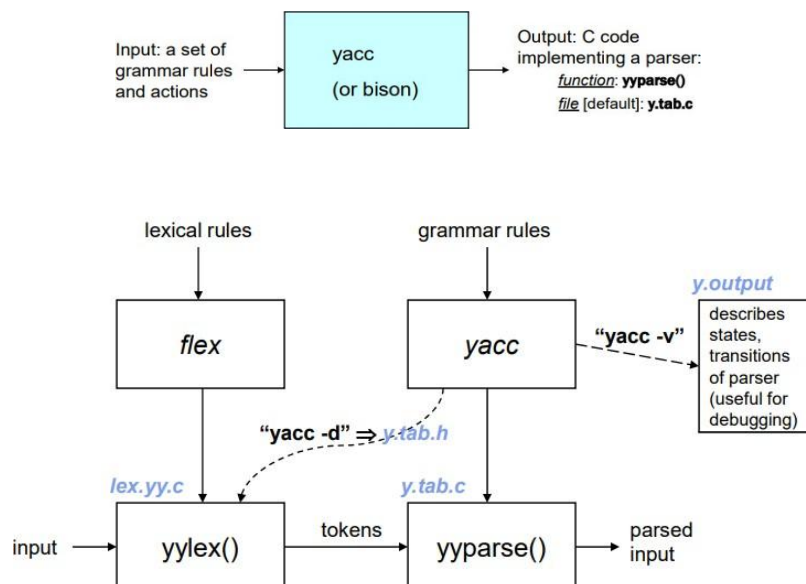 Input: a set of
grammar rules
and actions
yacc
(or bison)
Output: C code
implementing a parser:
function: yyparse()
file [default]: y.tab.c
lexical rules
grammar rules
y.output
flex
yacc
“yacc -v”
describes
states,
transitions
of parser
(useful for
debugging)
“yacc -d” ⇒ y.tab.h
lex.yy.c
y.tab.c
input
yylex()
tokens
yyparse()
parsed
input